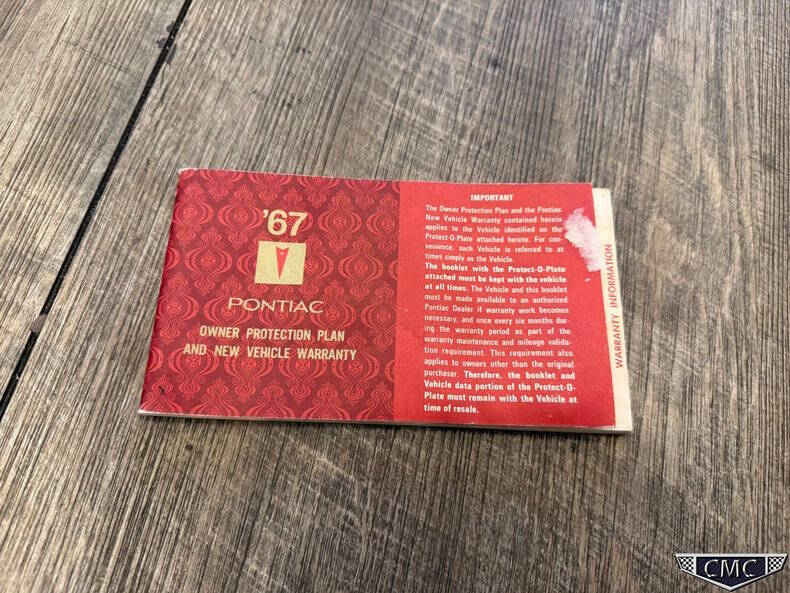 '67
PONTIAC
OWNER PROTECTION PLAN
AND NEW VEHICLE WARRANTY
IMPORTANT
The Owner Protection Plan and the Pontiac
New Vehicle Warranty contained herein
applies to the Vehicle identified on the
Protect-O-Plate attached hereto. For con-
venience, such Vehicle is referred to at
times simply as the Vehicle.
The booklet with the Protect-O-Plate
attached must be kept with the vehicle
at all times. The Vehicle and this booklet
must be made available to an authorized
Pontiac Dealer if warranty work becomes
necessary, and once every six months dur-
ing the warranty period as part of the
warranty maintenance and mileage valida-
tion requirement. This requirement also
applies to owners other than the original
purchaser. Therefore, the booklet and
Vehicle data portion of the Protect-O-
Plate must remain with the Vehicle at
time of resale.
WARRANTY INFORMATION
CMC